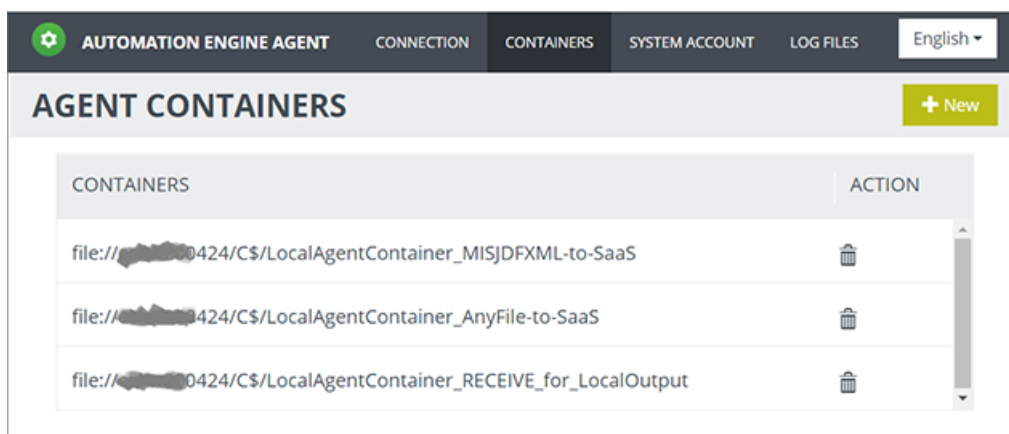 AUTOMATION ENGINE AGENT CONNECTION CONTAINERS SYSTEM ACCOUNT LOG FILES English
AGENT CONTAINERS + New
CONTAINERS ACTION
file:// 0424/C$/LocalAgentContainer_MISJDFXML-to-SaaS
file:// 424/C$/LocalAgentContainer_AnyFile-to-SaaS
file:// 0424/C$/LocalAgentContainer_RECEIVE_for_LocalOutput